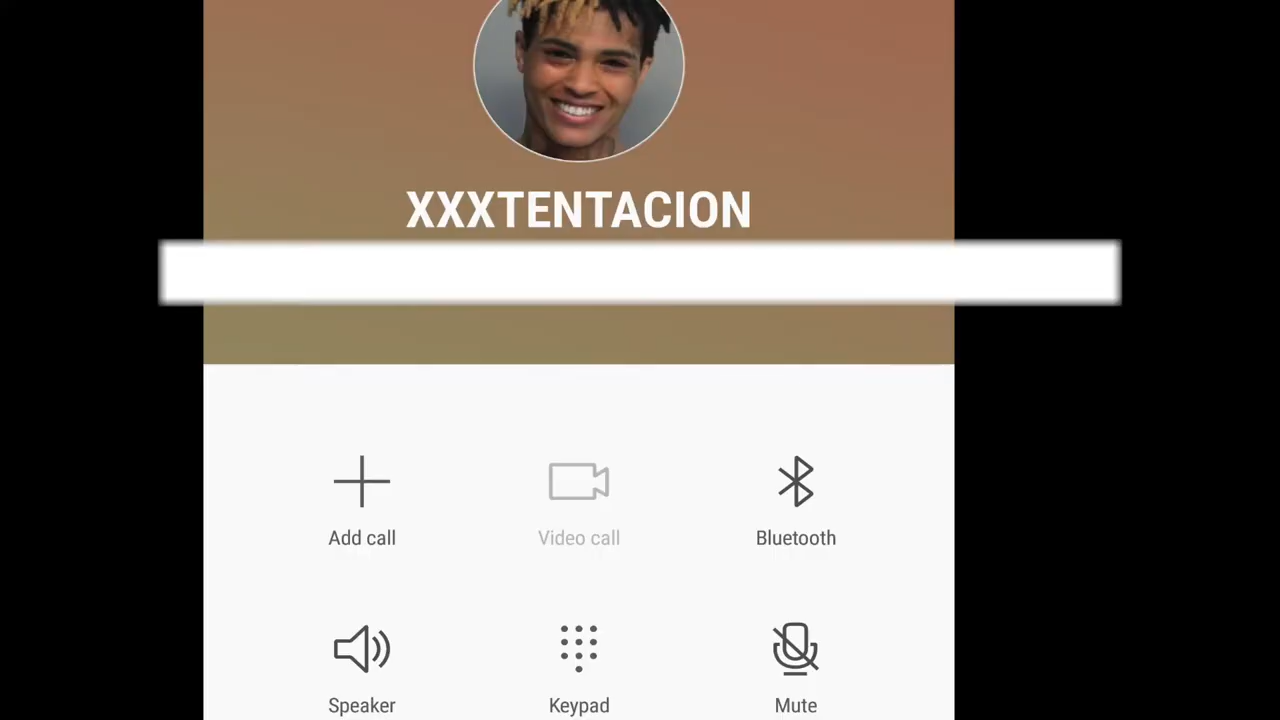 XXXTENTACION
Add call
Video call
Bluetooth
Speaker
Keypad
Mute